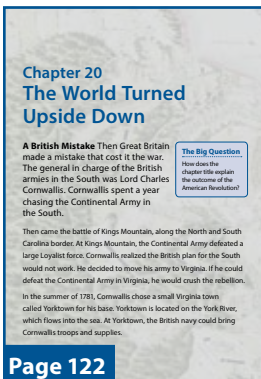 Chapter 20
The World Turned
Upside Down
A British Mistake Then Great Britain
made a mistake that cost it the war.
The general in charge of the British
armies in the South was Lord Charles
Cornwallis. Cornwallis spent a year
chasing the Continental Army in
the South.
The Big Question
How does the
chapter title explain
the outcome of the
American Revolution?
Then came the battle of Kings Mountain, along the North and South
Carolina border. At Kings Mountain, the Continental Army defeated a
large Loyalist force. Cornwallis realized the British plan for the South
would not work. He decided to move his army to Virginia. If he could
defeat the Continental Army in Virginia, he would crush the rebellion.
In the summer of 1781, Cornwallis chose a small Virginia town
called Yorktown for his base. Yorktown is located on the York River,
which flows into the sea. At Yorktown, the British navy could bring
Cornwallis troops and supplies.
Page 122